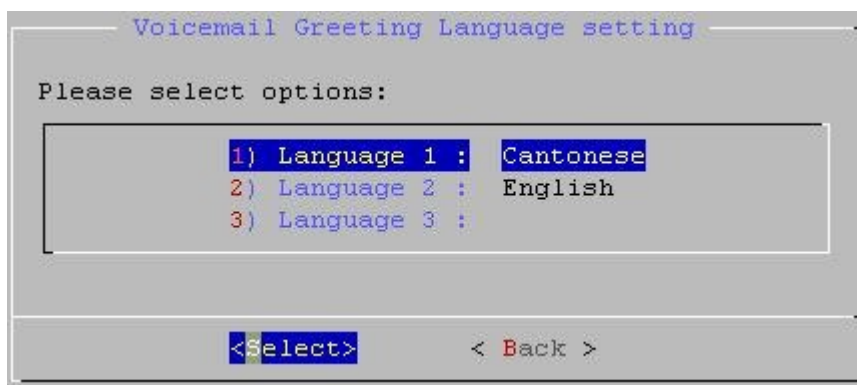 Voicemail Greeting Language setting
Please select options:
1) Language 1 : Cantonese
2) Language 2 : English
3) Language 3 :
<Select> < Back >